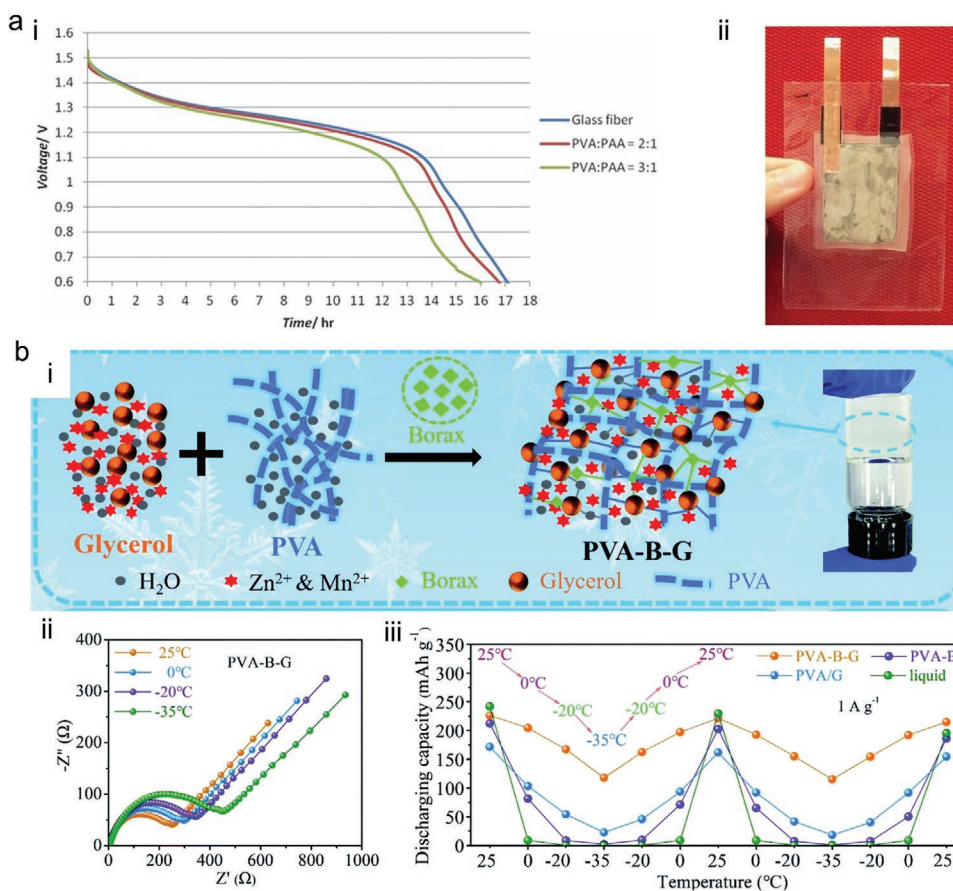 a
i
1.6
1.5
1.4
1.3
1.2
1.1
1
0.9
0.8
0.7
0.6
Voltage/ V
0 1 2 3 4 5 6 7 8 9 10 11 12 13 14 15 16 17 18
Time/ hr
Glass fiber
PVA:PAA = 2:1
PVA:PAA = 3:1
ii
b
i
Borax
Glycerol
PVA
PVA-B-G
H₂O
Zn²⁺ & Mn²⁺
Borax
Glycerol
PVA
ii
400
300
200
100
0
-Z″ (Ω)
25℃
0℃
-20℃
-35℃
PVA-B-G
0 200 400 600 800 1000
Z′ (Ω)
iii
350
300
250
200
150
100
50
0
Discharging capacity (mAh g⁻¹)
25℃
0℃
-20℃
-35℃
-20℃
0℃
25℃
PVA-B-G
PVA-B
PVA/G
liquid
1 A g⁻¹
25 0 -20 -35 -20 0 25 0 -20 -35 -20 0 25
Temperature (℃)